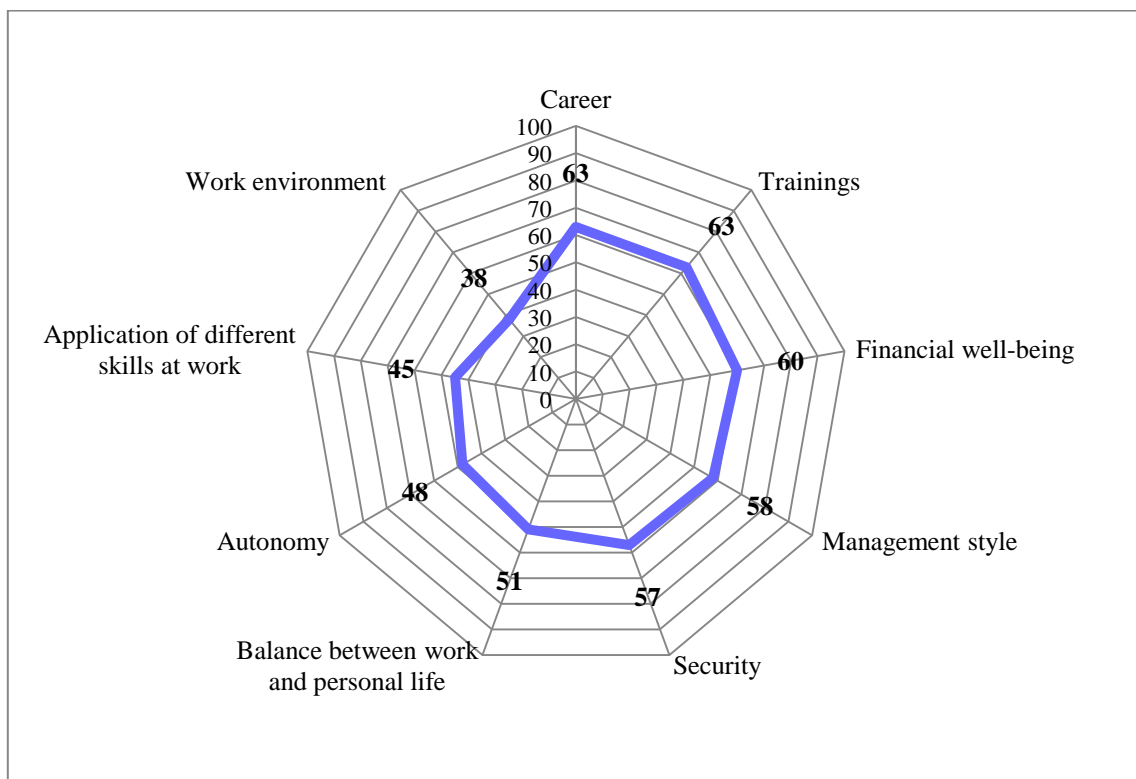 Career
100
90
80
70
60
50
40
30
20
10
0
63
Trainings
63
Financial well-being
60
Management style
58
Security
57
Balance between work
and personal life
51
Autonomy
48
Application of different
skills at work
45
Work environment
38